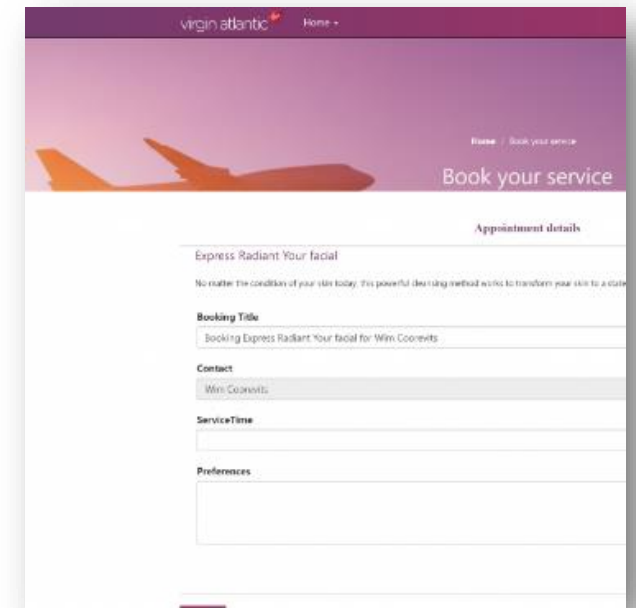 virgin atlantic Home
Home / Book your service
Book your service
Appointment details
Express Radiant Your facial
No matter the condition of your skin today, this powerful cleansing method works to transform your skin to a state
Booking Title
Booking Express Radiant Your facial for Wim Coorevits
Contact
Wim Coorevits
ServiceTime
Preferences